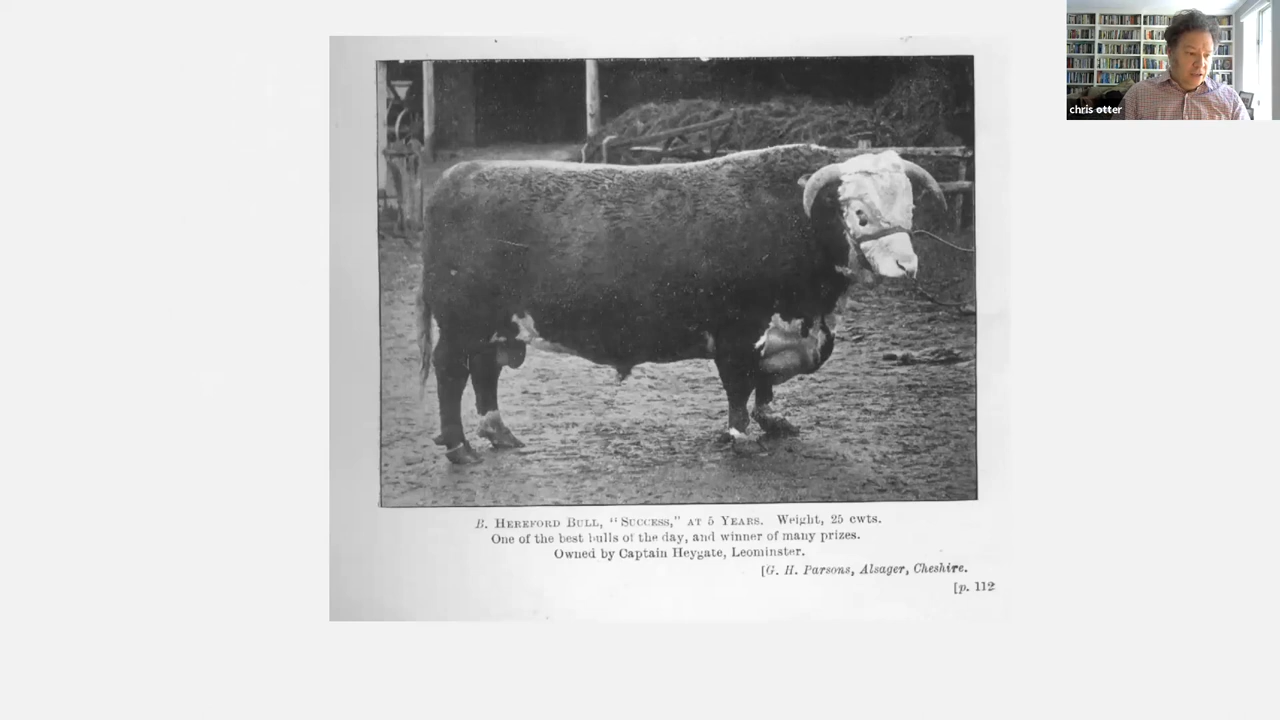 chris otter
B. HEREFORD BULL, "SUCCESS," AT 5 YEARS. Weight, 25 cwts.
One of the best bulls of the day, and winner of many prizes.
Owned by Captain Heygate, Leominster.
[G. H. Parsons, Alsager, Cheshire.
[p. 112